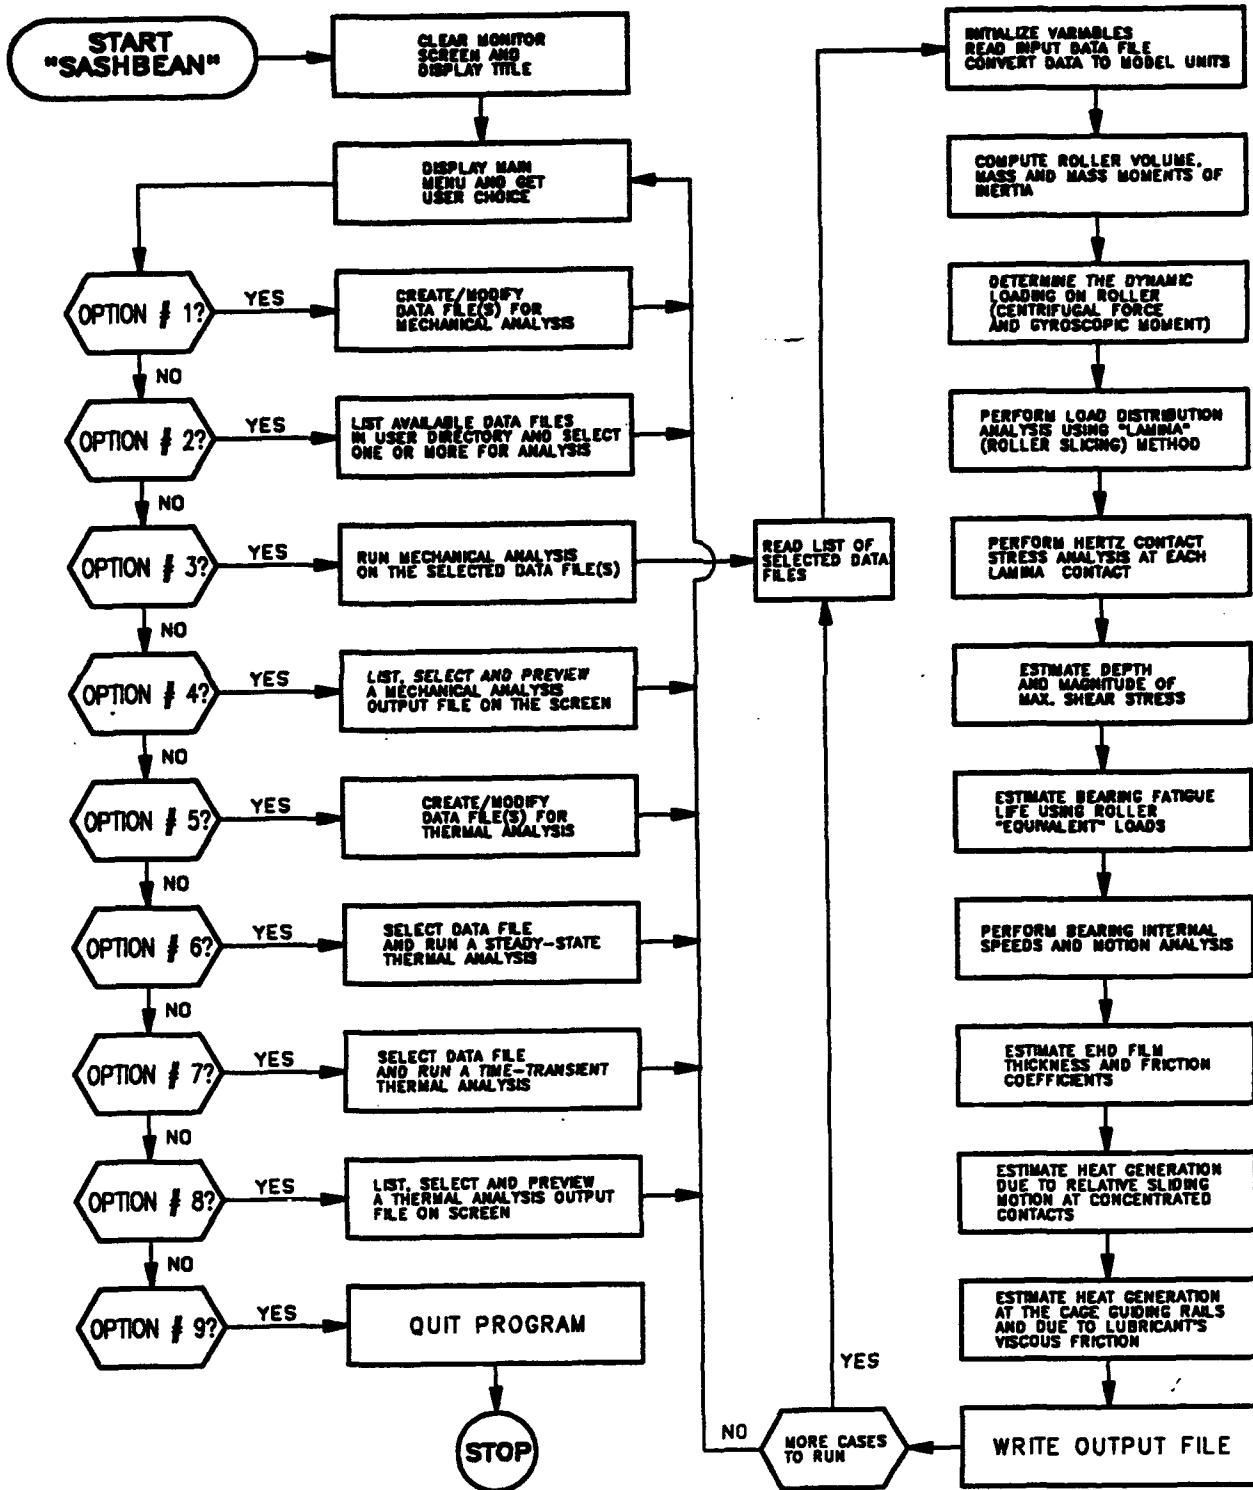 START
"SASHBEAN"
CLEAR MONITOR
SCREEN AND
DISPLAY TITLE
DISPLAY MAIN
MENU AND GET
USER CHOICE
OPTION # 1?
YES
CREATE/MODIFY
DATA FILE(S) FOR
MECHANICAL ANALYSIS
NO
OPTION # 2?
YES
LIST AVAILABLE DATA FILES
IN USER DIRECTORY AND SELECT
ONE OR MORE FOR ANALYSIS
NO
OPTION # 3?
YES
RUN MECHANICAL ANALYSIS
ON THE SELECTED DATA FILE(S)
NO
OPTION # 4?
YES
LIST, SELECT AND PREVIEW
A MECHANICAL ANALYSIS
OUTPUT FILE ON THE SCREEN
NO
OPTION # 5?
YES
CREATE/MODIFY
DATA FILE(S) FOR
THERMAL ANALYSIS
NO
OPTION # 6?
YES
SELECT DATA FILE
AND RUN A STEADY-STATE
THERMAL ANALYSIS
NO
OPTION # 7?
YES
SELECT DATA FILE
AND RUN A TIME-TRANSIENT
THERMAL ANALYSIS
NO
OPTION # 8?
YES
LIST, SELECT AND PREVIEW
A THERMAL ANALYSIS OUTPUT
FILE ON SCREEN
NO
OPTION # 9?
YES
QUIT PROGRAM
STOP
READ LIST OF
SELECTED DATA
FILES
INITIALIZE VARIABLES
READ INPUT DATA FILE
CONVERT DATA TO MODEL UNITS
COMPUTE ROLLER VOLUME,
MASS AND MASS MOMENTS OF
INERTIA
DETERMINE THE DYNAMIC
LOADING ON ROLLER
(CENTRIFUGAL FORCE
AND GYROSCOPIC MOMENT)
PERFORM LOAD DISTRIBUTION
ANALYSIS USING "LAMINA"
(ROLLER SLICING) METHOD
PERFORM HERTZ CONTACT
STRESS ANALYSIS AT EACH
LAMINA CONTACT
ESTIMATE DEPTH
AND MAGNITUDE OF
MAX. SHEAR STRESS
ESTIMATE BEARING FATIGUE
LIFE USING ROLLER
"EQUIVALENT" LOADS
PERFORM BEARING INTERNAL
SPEEDS AND MOTION ANALYSIS
ESTIMATE EHD FILM
THICKNESS AND FRICTION
COEFFICIENTS
ESTIMATE HEAT GENERATION
DUE TO RELATIVE SLIDING
MOTION AT CONCENTRATED
CONTACTS
ESTIMATE HEAT GENERATION
AT THE CAGE GUIDING RAILS
AND DUE TO LUBRICANT'S
VISCOUS FRICTION
WRITE OUTPUT FILE
MORE CASES
TO RUN
YES
NO